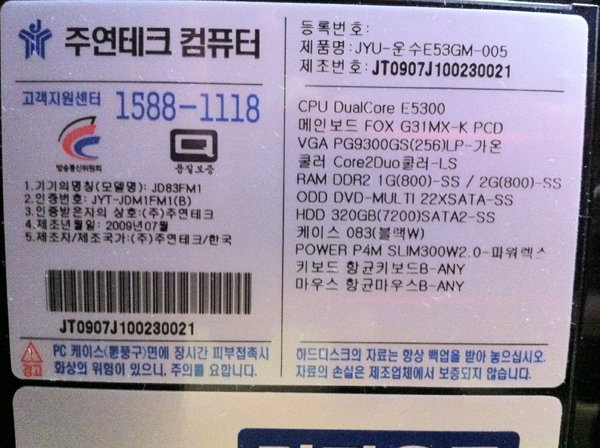 주연테크 컴퓨터
고객지원센터 1588-1118
방송통신위원회
Q
품질보증
1.기기의명칭(모델명): JD83FM1
2.인증번호: JYT-JDM1FM1(B)
3.인증받은자의 상호:(주)주연테크
4.제조년월일: 2009년07월
5.제조자/제조국가:(주)주연테크/한국
JT0907J100230021
경고
PC 케이스(통풍구)면에 장시간 피부접촉시
화상의 위험이 있으니, 주의를 요합니다.
등록번호:
제품명:JYU-운수E53GM-005
제조번호:JT0907J100230021
CPU DualCore E5300
메인보드 FOX G31MX-K PCD
VGA PG9300GS(256)LP-가온
쿨러 Core2Duo쿨러-LS
RAM DDR2 1G(800)-SS / 2G(800)-SS
ODD DVD-MULTI 22XSATA-SS
HDD 320GB(7200)SATA2-SS
케이스 083(블랙W)
POWER P4M SLIM300W2.0-파워렉스
키보드 항균키보드B-ANY
마우스 항균마우스B-ANY
하드디스크의 자료는 항상 백업을 받아 놓으십시오.
자료의 손실은 제조업체에서 보증되지 않습니다.